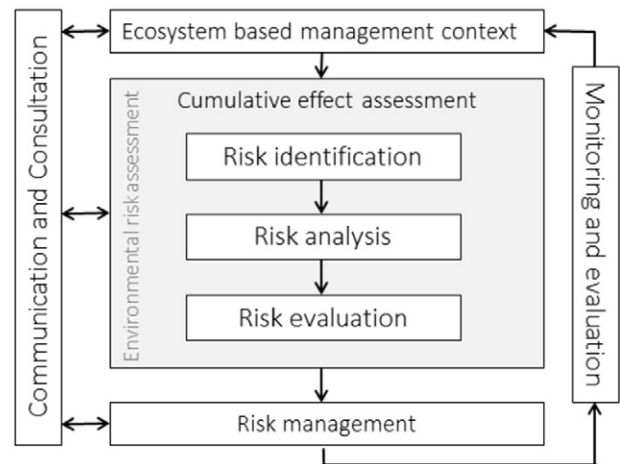 Ecosystem based management context
Communication and Consultation
Environmental risk assessment
Cumulative effect assessment
Risk identification
Risk analysis
Risk evaluation
Monitoring and evaluation
Risk management